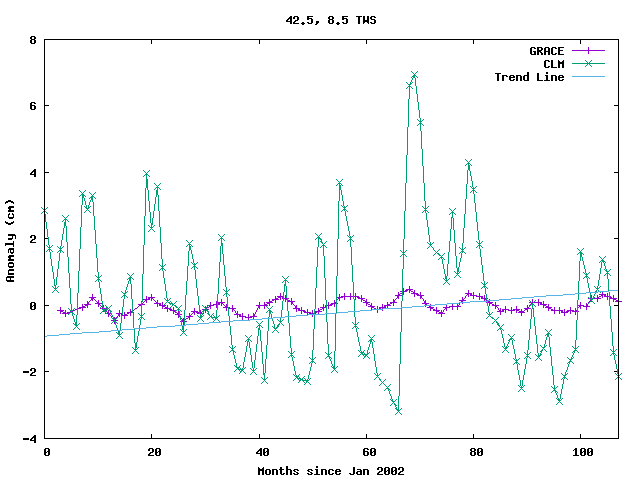 42.5, 8.5 TWS
GRACE
CLM
Trend Line
8
6
4
2
0
-2
-4
Anomaly (cm)
0 20 40 60 80 100
Months since Jan 2002